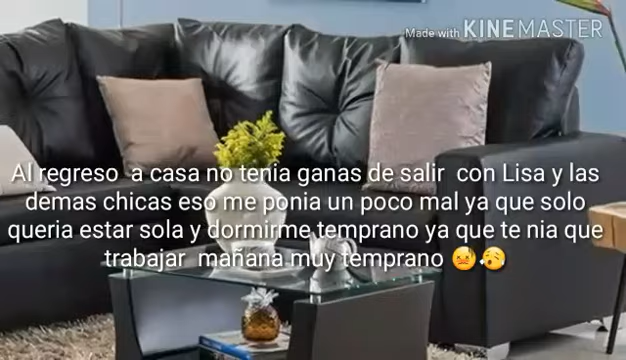 Made with KINEMASTER
Al regreso a casa no tenia ganas de salir con Lisa y las
demas chicas eso me ponia un poco mal ya que solo
queria estar sola y dormirme temprano ya que te nia que
trabajar mañana muy temprano 😓😥